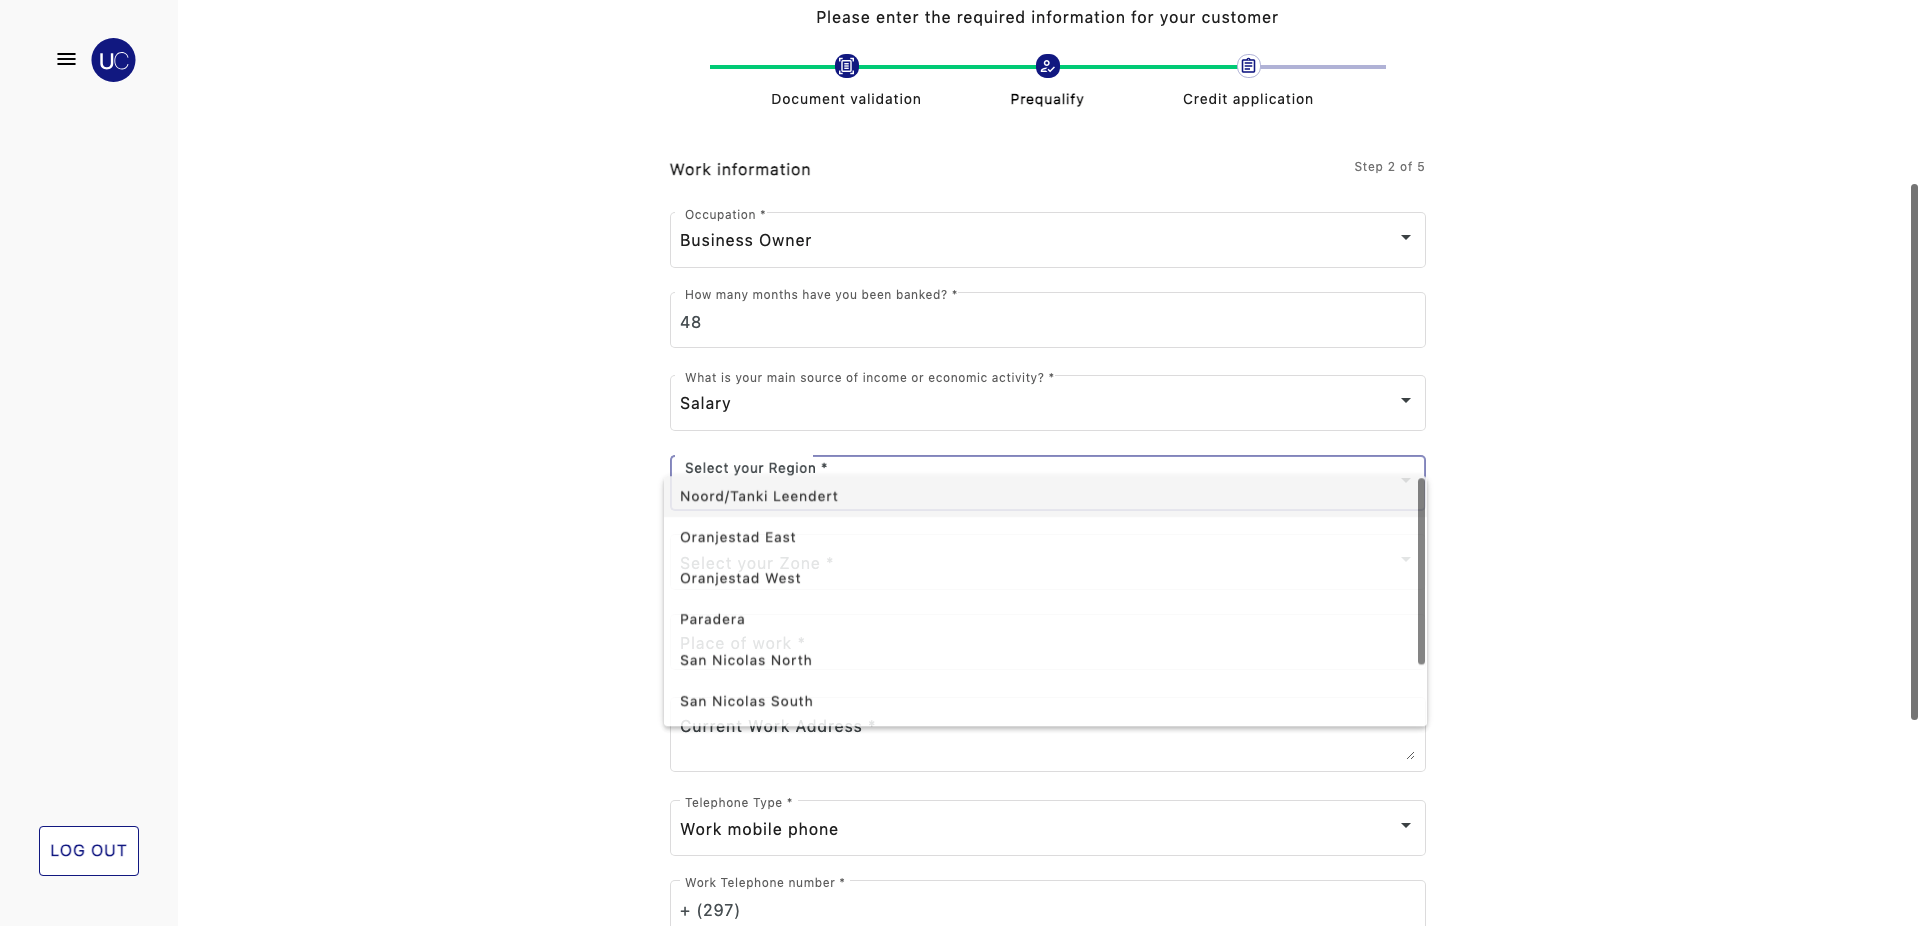 Please enter the required information for your customer
UC
Document validation
Prequalify
Credit application
Work information
Step 2 of 5
Occupation *
Business Owner
How many months have you been banked? *
48
What is your main source of income or economic activity? *
Salary
Select your Region *
Noord/Tanki Leendert
Oranjestad East
Select your Zone *
Oranjestad West
Paradera
Place of work *
San Nicolas North
San Nicolas South
Current Work Address *
Telephone Type *
Work mobile phone
LOG OUT
Work Telephone number *
+ (297)